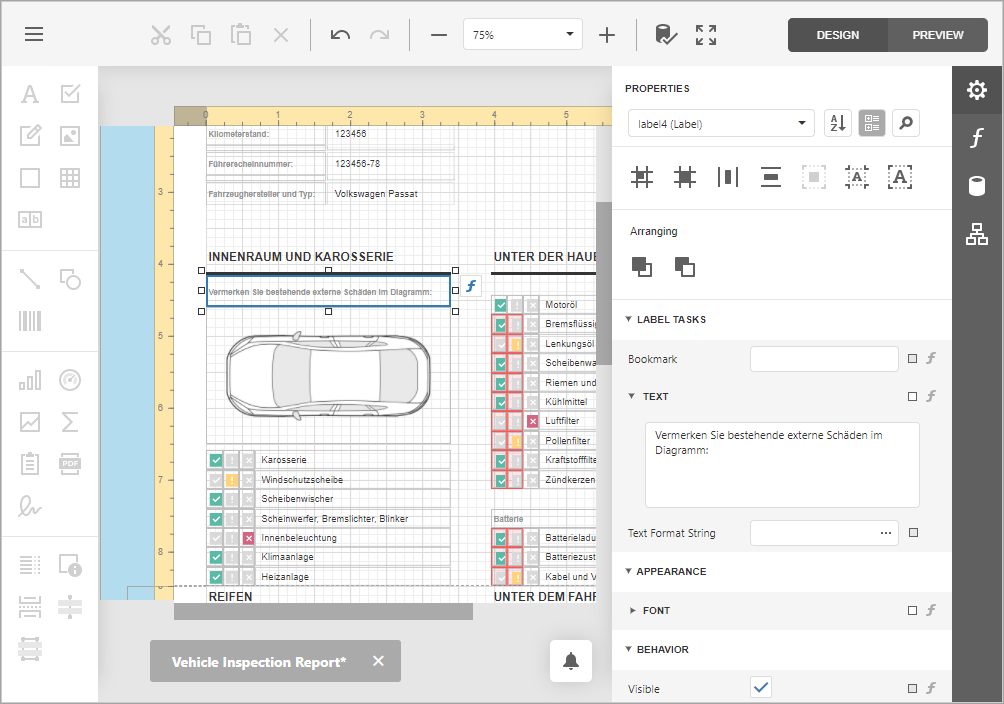 75%
DESIGN
PREVIEW
A
ab
PDF
0 1 2 3 4 5
3
4
5
6
7
8
Kilometerstand: 123456
Führerscheinnummer: 123456-78
Fahrzeughersteller und Typ: Volkswagen Passat
INNENRAUM UND KAROSSERIE
Vermerken Sie bestehende externe Schäden im Diagramm:
f
Karosserie
Windschutzscheibe
Scheibenwischer
Scheinwerfer, Bremslichter, Blinker
Innenbeleuchtung
Klimaanlage
Heizanlage
REIFEN
UNTER DER HAUE
Motoröl
Bremsflüssig
Lenkungsöl
Scheibenwa
Riemen und
Kühlmittel
Luftfilter
Pollenfilter
Kraftstofffilte
Zündkerzen
Batterie
Batterieladu
Batteriezust
Kabel und V
UNTER DEM FAHR
Vehicle Inspection Report*
PROPERTIES
label4 (Label)
A
Z
A
A
Arranging
LABEL TASKS
Bookmark
f
TEXT
f
Vermerken Sie bestehende externe Schäden im
Diagramm:
Text Format String
...
APPEARANCE
FONT
f
BEHAVIOR
Visible
f
f